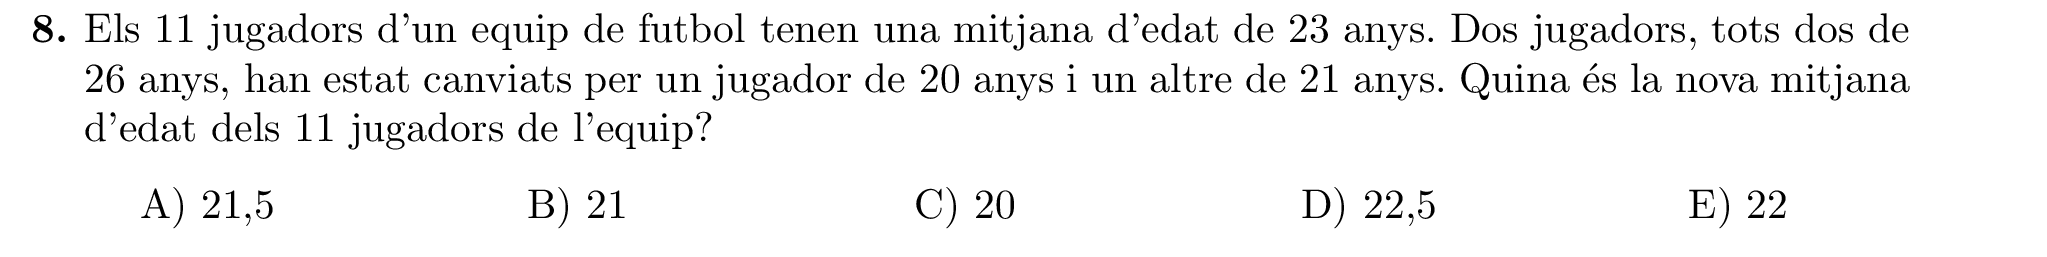 8. Els 11 jugadors d'un equip de futbol tenen una mitjana d'edat de 23 anys. Dos jugadors, tots dos de
26 anys, han estat canviats per un jugador de 20 anys i un altre de 21 anys. Quina és la nova mitjana
d'edat dels 11 jugadors de l'equip?
A) 21,5 B) 21 C) 20 D) 22,5 E) 22